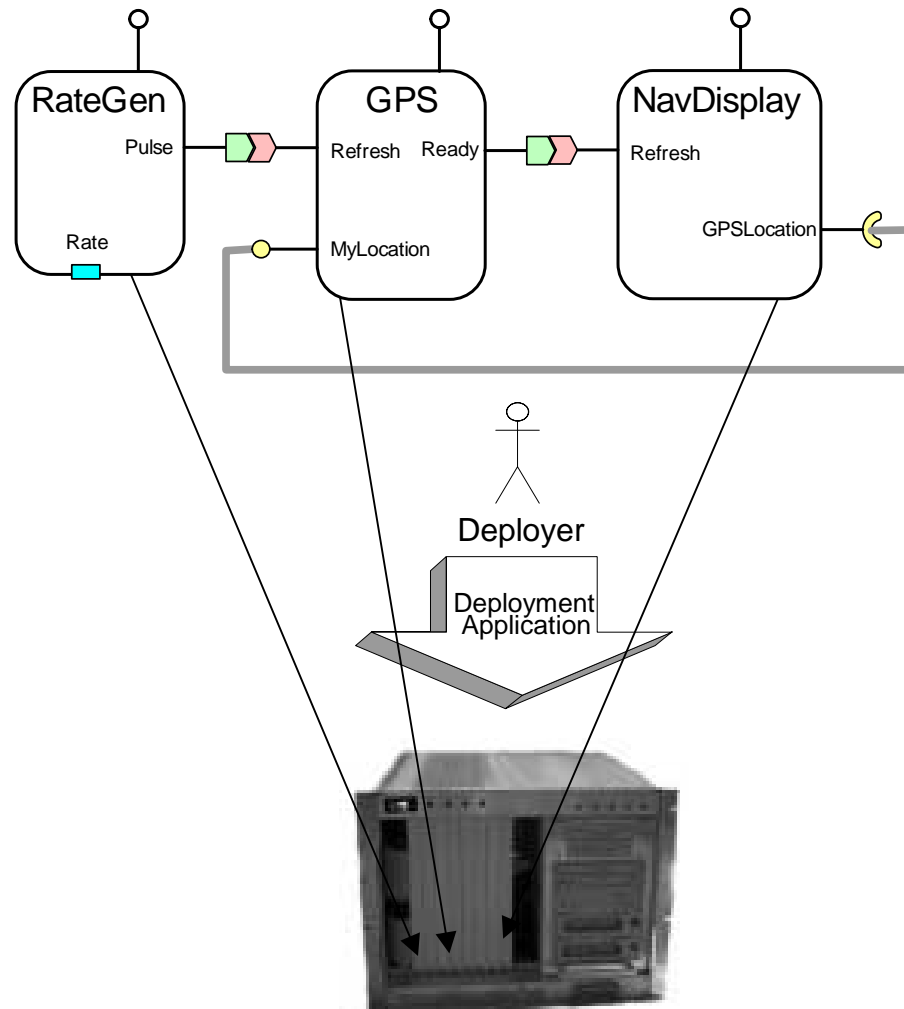 RateGen
GPS
NavDisplay
Pulse
Refresh
Ready
Refresh
Rate
MyLocation
GPSLocation
Deployer
Deployment
Application